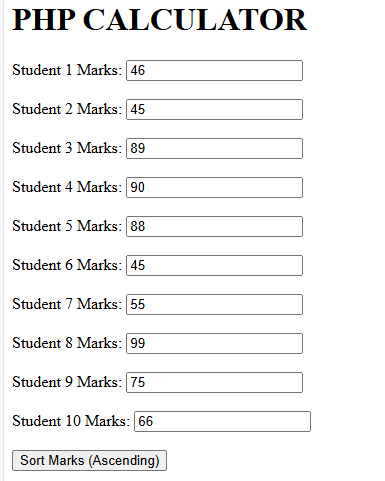 PHP CALCULATOR
Student 1 Marks: 46
Student 2 Marks: 45
Student 3 Marks: 89
Student 4 Marks: 90
Student 5 Marks: 88
Student 6 Marks: 45
Student 7 Marks: 55
Student 8 Marks: 99
Student 9 Marks: 75
Student 10 Marks: 66
Sort Marks (Ascending)